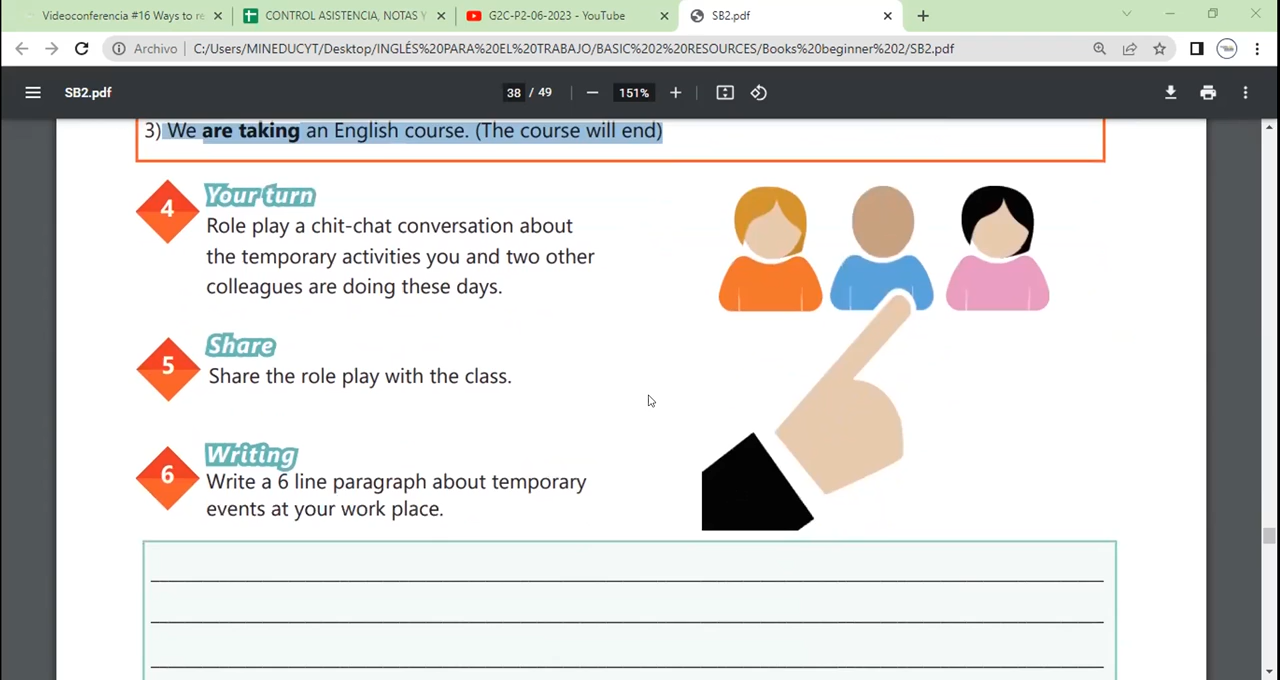 Videoconferencia #16 Ways to re
CONTROL ASISTENCIA, NOTAS Y
G2C-P2-06-2023 - YouTube
SB2.pdf
Archivo
C:/Users/MINEDUCYT/Desktop/INGLÉS%20PARA%20EL%20TRABAJO/BASIC%202%20RESOURCES/Books%20beginner%202/SB2.pdf
SB2.pdf
38 / 49
151%
3) We are taking an English course. (The course will end)
4
Your turn
Role play a chit-chat conversation about
the temporary activities you and two other
colleagues are doing these days.
5
Share
Share the role play with the class.
6
Writing
Write a 6 line paragraph about temporary
events at your work place.